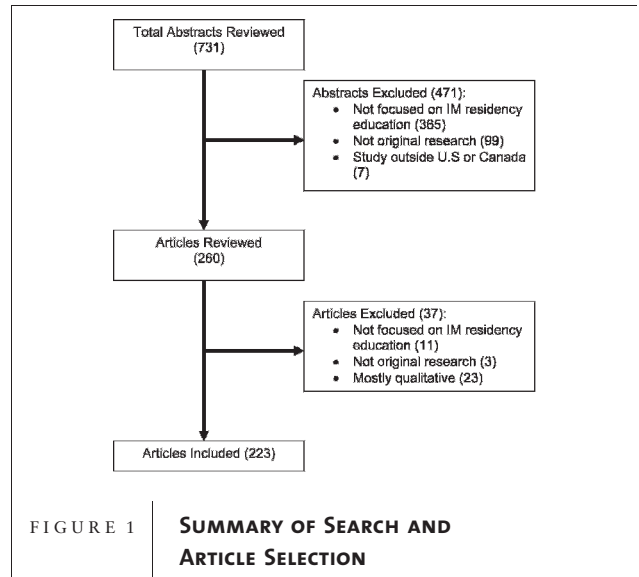 Total Abstracts Reviewed
(731)
Abstracts Excluded (471):
• Not focused on IM residency
education (365)
• Not original research (99)
• Study outside U.S or Canada
(7)
Articles Reviewed
(260)
Articles Excluded (37):
• Not focused on IM residency
education (11)
• Not original research (3)
• Mostly qualitative (23)
Articles Included (223)
FIGURE 1
SUMMARY OF SEARCH AND
ARTICLE SELECTION